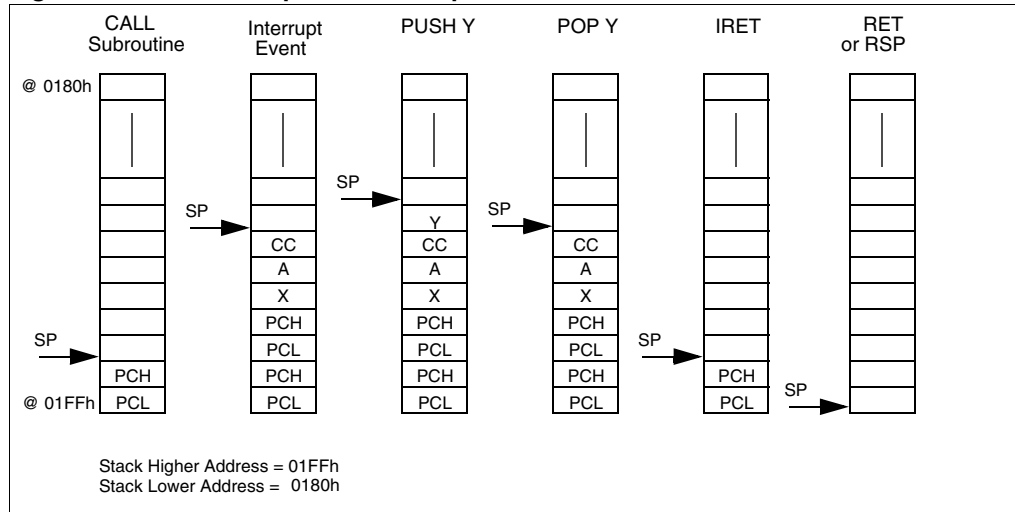 CALL
Subroutine
Interrupt
Event
PUSH Y
POP Y
IRET
RET
or RSP
@ 0180h
SP
SP
SP
SP
SP
SP
@ 01FFh
PCH
PCL
CC
A
X
PCH
PCL
PCH
PCL
Y
CC
A
X
PCH
PCL
PCH
PCL
CC
A
X
PCH
PCL
PCH
PCL
PCH
PCL
Stack Higher Address = 01FFh
Stack Lower Address = 0180h